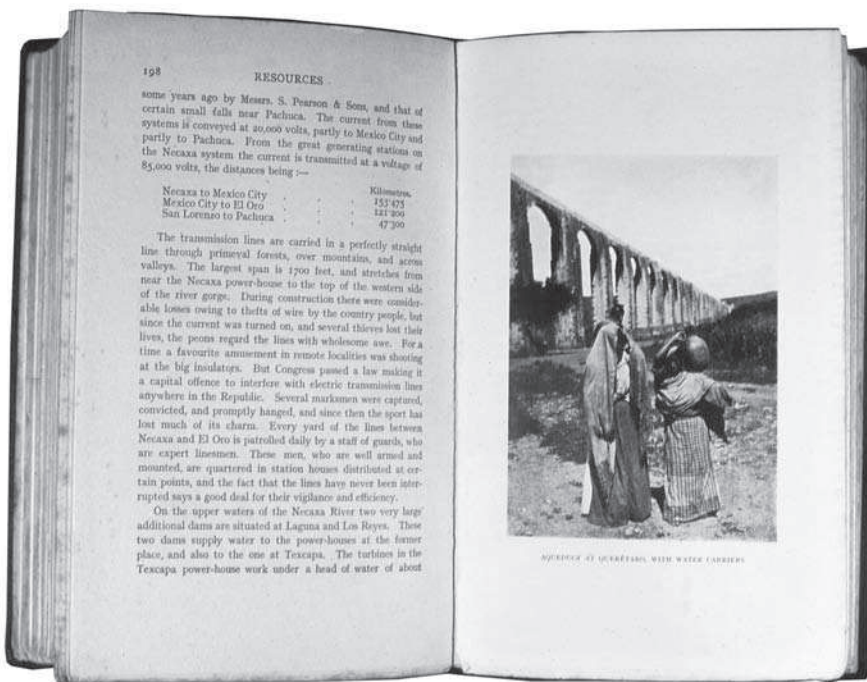 198
RESOURCES
some years ago by Messrs. S. Pearson & Sons, and that of
certain small falls near Pachuca. The current from these
systems is conveyed at 20,000 volts, partly to Mexico City and
partly to Pachuca. From the great generating stations on
the Necaxa system the current is transmitted at a voltage of
85,000 volts, the distances being :—
Kilometres.
Necaxa to Mexico City . . . 153·475
Mexico City to El Oro . . . 121·200
San Lorenzo to Pachuca . . . 47·300
The transmission lines are carried in a perfectly straight
line through primeval forests, over mountains, and across
valleys. The largest span is 1700 feet, and stretches from
near the Necaxa power-house to the top of the western side
of the river gorge. During construction there were consider-
able losses owing to thefts of wire by the country people, but
since the current was turned on, and several thieves lost their
lives, the peons regard the lines with wholesome awe. For a
time a favourite amusement in remote localities was shooting
at the big insulators. But Congress passed a law making it
a capital offence to interfere with electric transmission lines
anywhere in the Republic. Several marksmen were captured,
convicted, and promptly hanged, and since then the sport has
lost much of its charm. Every yard of the lines between
Necaxa and El Oro is patrolled daily by a staff of guards, who
are expert linesmen. These men, who are well armed and
mounted, are quartered in station houses distributed at cer-
tain points, and the fact that the lines have never been inter-
rupted says a good deal for their vigilance and efficiency.
On the upper waters of the Necaxa River two very large
additional dams are situated at Laguna and Los Reyes. These
two dams supply water to the power-houses at the former
place, and also to the one at Texcapa. The turbines in the
Texcapa power-house work under a head of water of about
AQUEDUCT AT QUERÉTARO, WITH WATER CARRIERS